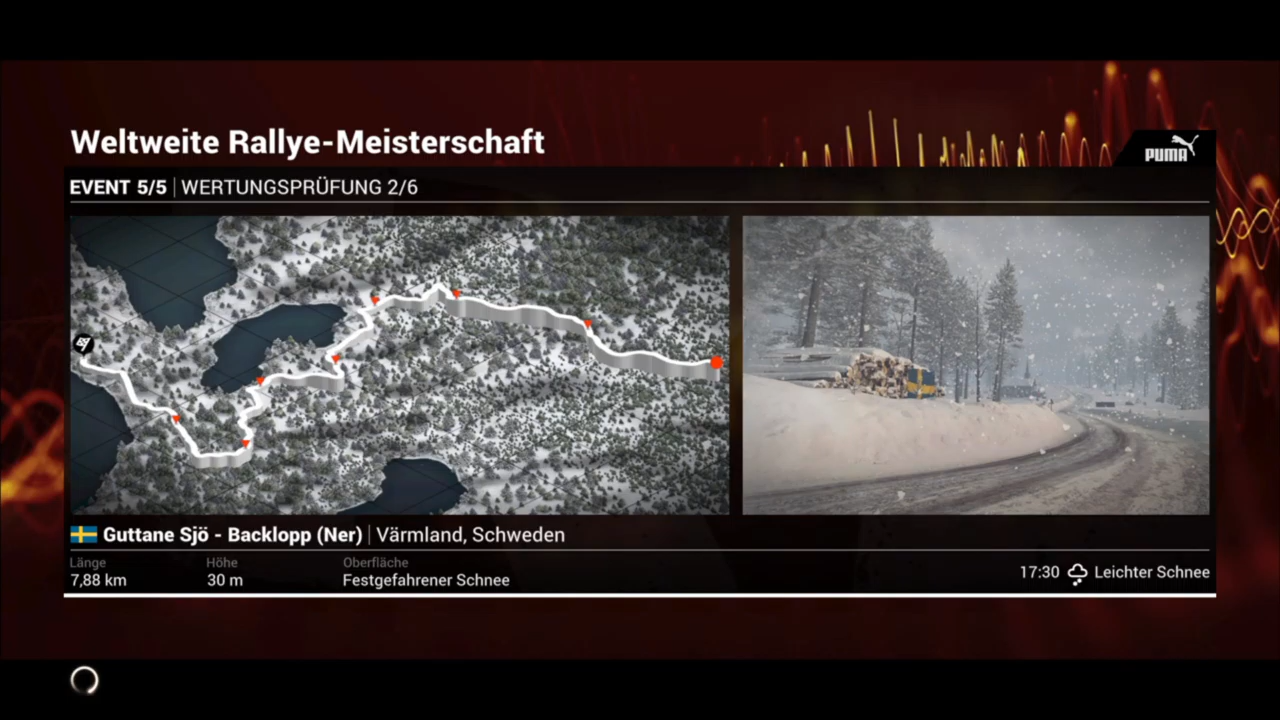 Weltweite Rallye-Meisterschaft
PUMA
EVENT 5/5 | WERTUNGSPRÜFUNG 2/6
Guttane Sjö - Backlopp (Ner) | Värmland, Schweden
Länge Höhe Oberfläche
7,88 km 30 m Festgefahrener Schnee
17:30 Leichter Schnee